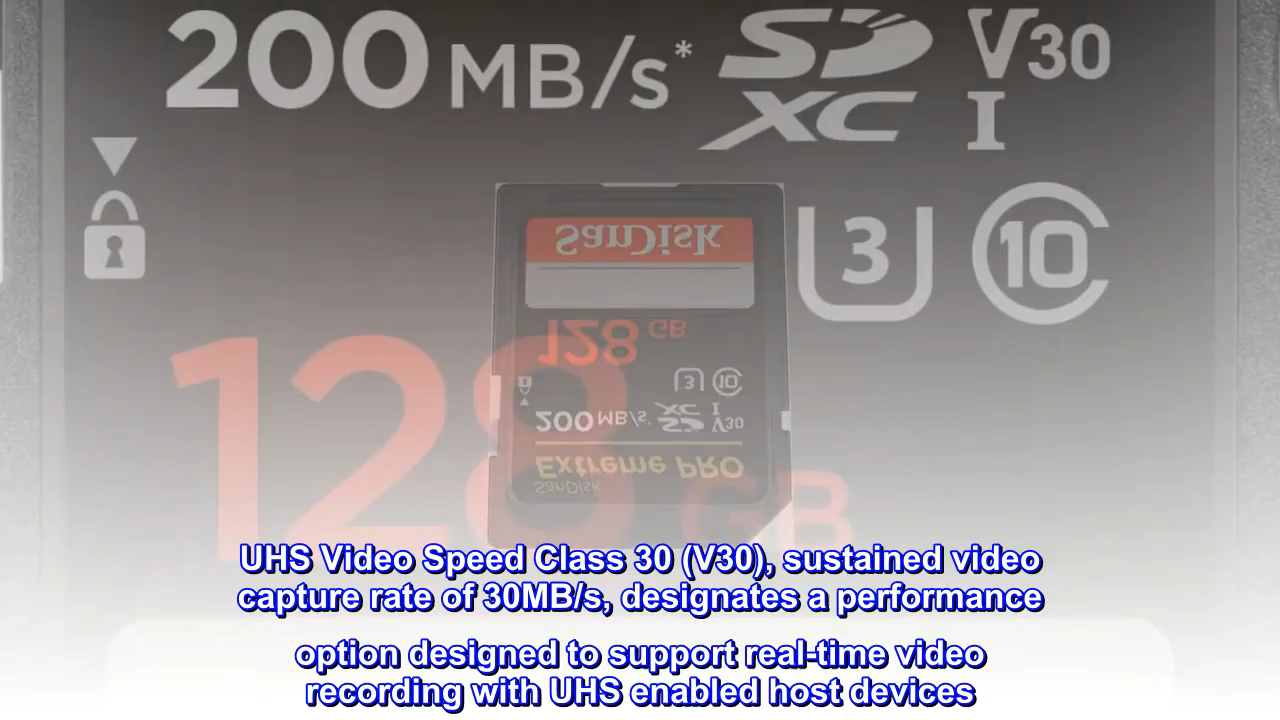 200 MB/s* SD XC V30 I
3 10
SanDisk
128 GB
128 GB
3 10
200 MB/s* SD XC I V30
Extreme PRO
SanDisk
UHS Video Speed Class 30 (V30), sustained video
capture rate of 30MB/s, designates a performance
option designed to support real-time video
recording with UHS enabled host devices